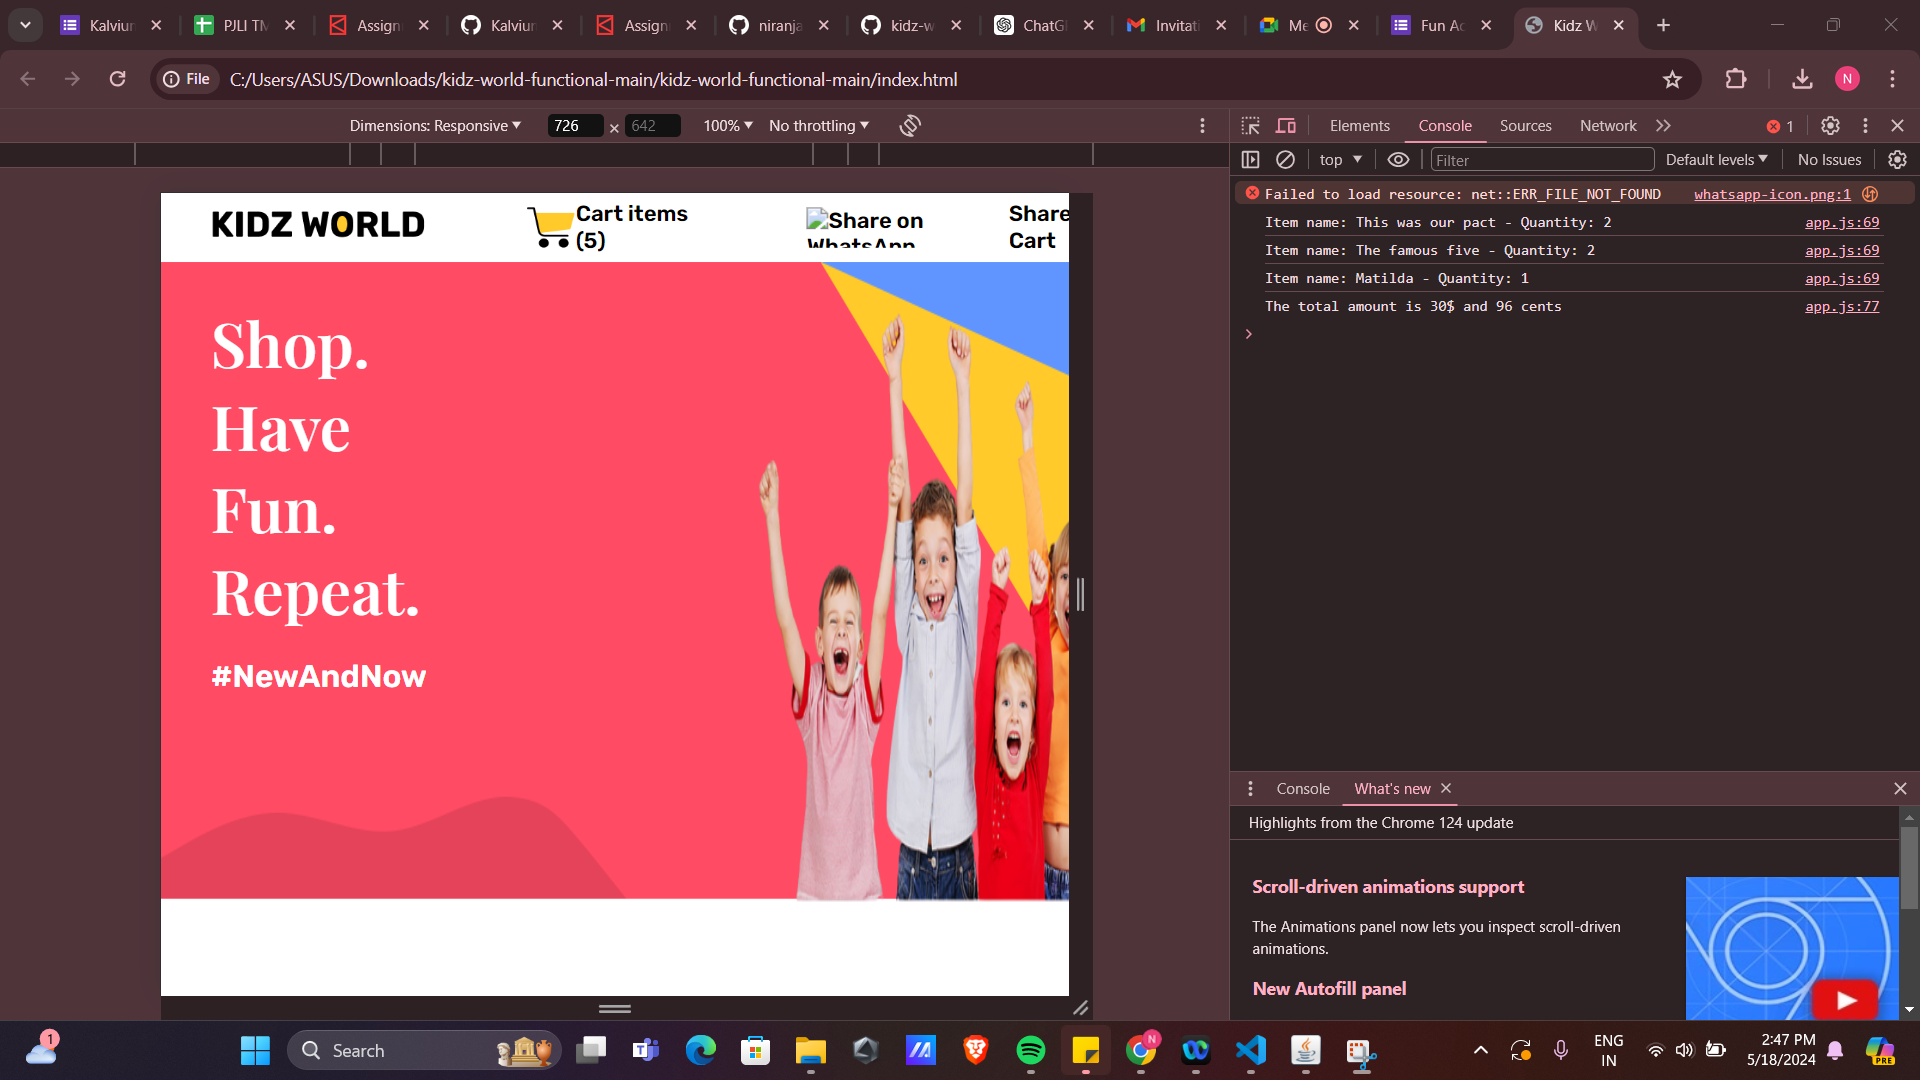 Kalviun
PJLI TM
Assign
Kalviun
Assign
niranja
kidz-w
ChatGP
Invitati
Me
Fun Ac
Kidz W
File
C:/Users/ASUS/Downloads/kidz-world-functional-main/kidz-world-functional-main/index.html
N
Dimensions: Responsive
726 × 642
100%
No throttling
Elements
Console
Sources
Network
1
top
Filter
Default levels
No Issues
Failed to load resource: net::ERR_FILE_NOT_FOUND whatsapp-icon.png:1
Item name: This was our pact - Quantity: 2 app.js:69
Item name: The famous five - Quantity: 2 app.js:69
Item name: Matilda - Quantity: 1 app.js:69
The total amount is 30$ and 96 cents app.js:77
KIDZ WORLD
Cart items
(5)
Share on
WhatsApp
Share
Cart
Shop.
Have
Fun.
Repeat.
#NewAndNow
Console
What's new
Highlights from the Chrome 124 update
Scroll-driven animations support
The Animations panel now lets you inspect scroll-driven
animations.
New Autofill panel
1
Search
N
ENG
IN
2:47 PM
5/18/2024
PRE